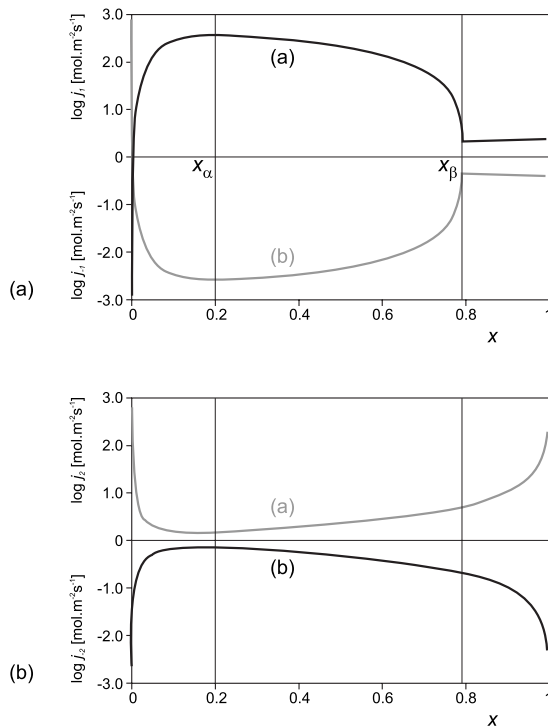 3.0
2.0
1.0
0
-1.0
-2.0
-3.0
log j₁ [mol.m⁻²s⁻¹]
log j₋₁ [mol.m⁻²s⁻¹]
(a)
xα
xβ
(b)
(a)
0
0.2
0.4
0.6
0.8
1
x
3.0
2.0
1.0
0
-1.0
-2.0
-3.0
log j₂ [mol.m⁻²s⁻¹]
log j₋₂ [mol.m⁻²s⁻¹]
(a)
(b)
(b)
0
0.2
0.4
0.6
0.8
1
x